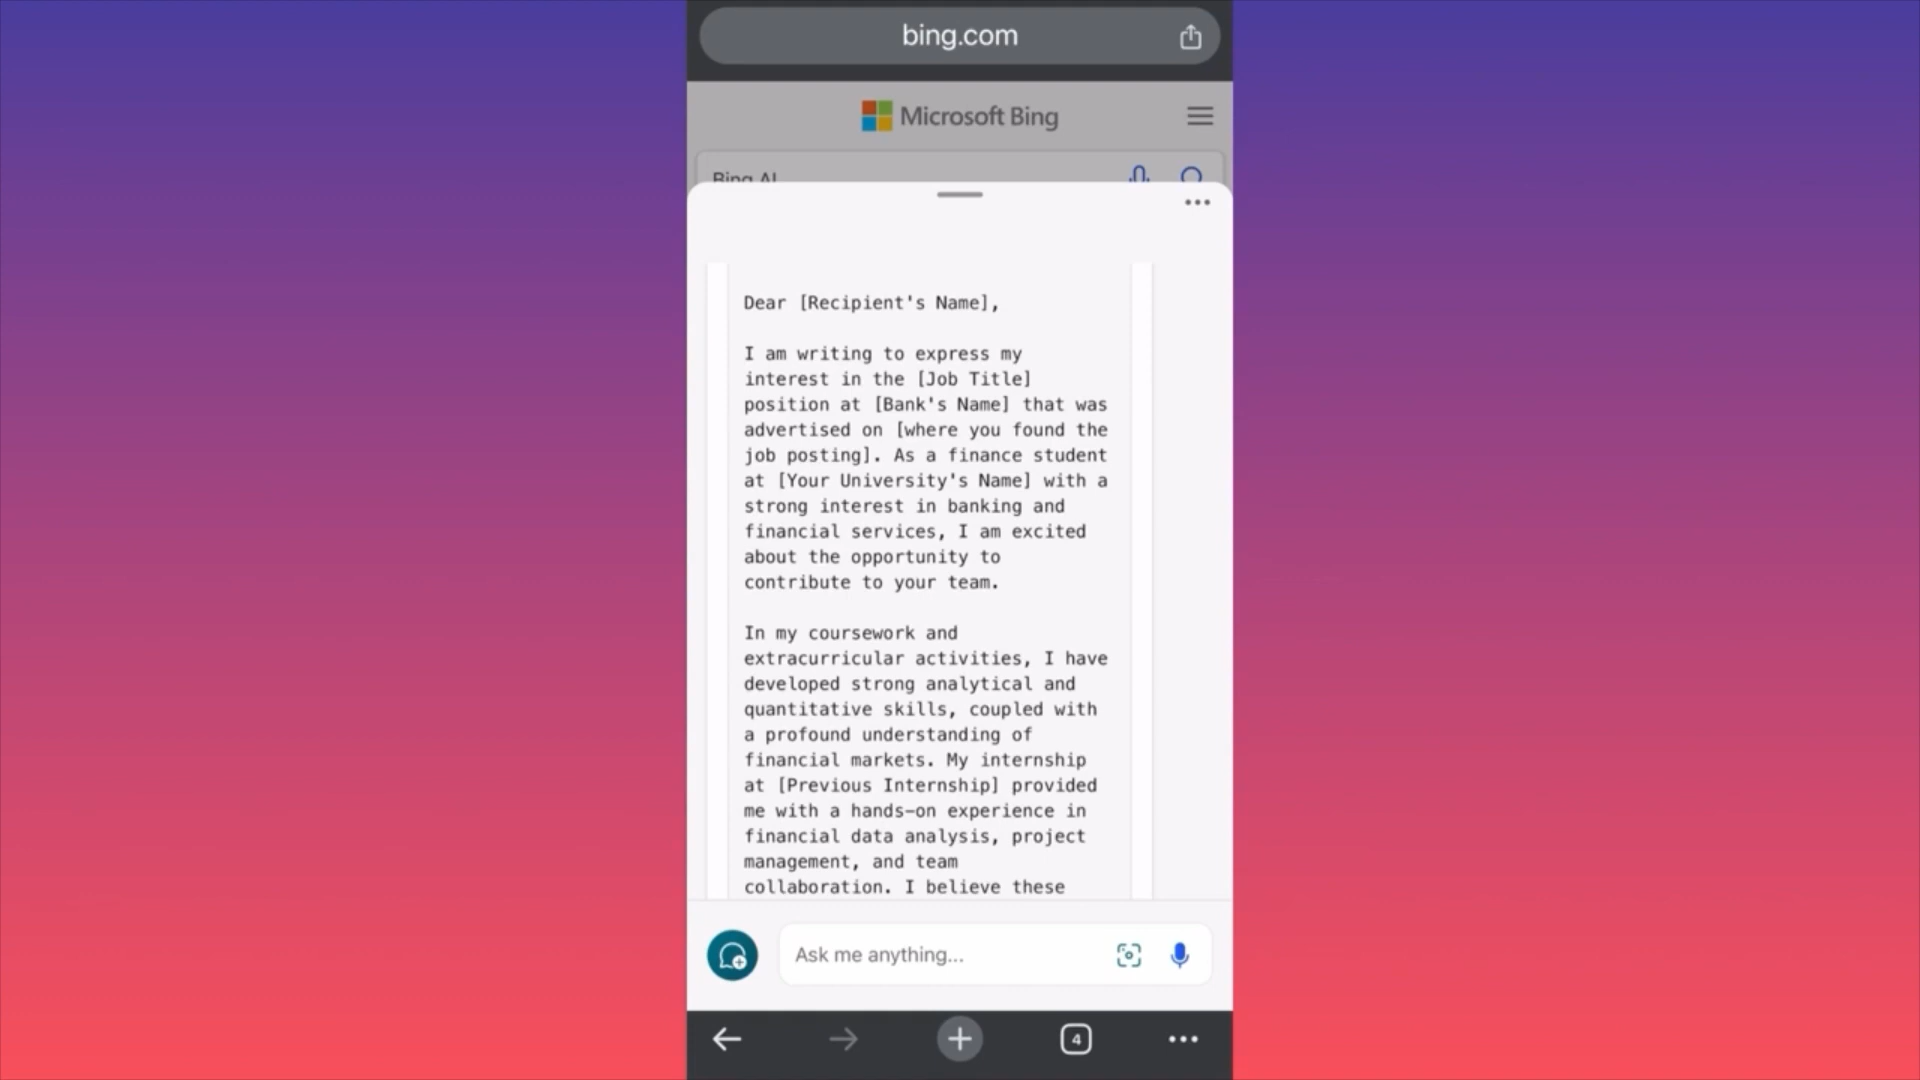 bing.com
Microsoft Bing
Bing AI
Dear [Recipient's Name],
I am writing to express my
interest in the [Job Title]
position at [Bank's Name] that was
advertised on [where you found the
job posting]. As a finance student
at [Your University's Name] with a
strong interest in banking and
financial services, I am excited
about the opportunity to
contribute to your team.
In my coursework and
extracurricular activities, I have
developed strong analytical and
quantitative skills, coupled with
a profound understanding of
financial markets. My internship
at [Previous Internship] provided
me with a hands-on experience in
financial data analysis, project
management, and team
collaboration. I believe these
Ask me anything...
4